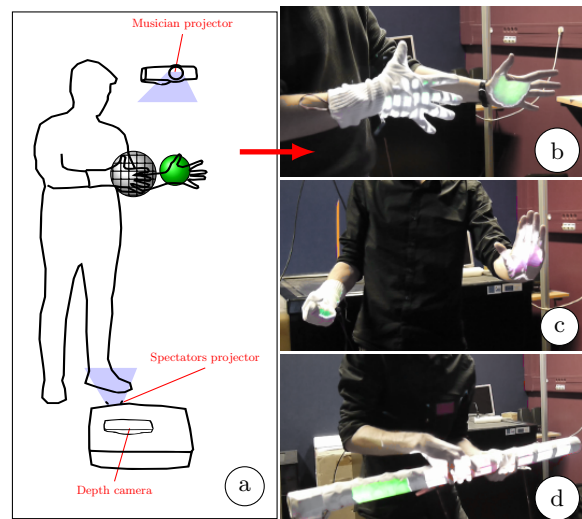 Musician projector
b
c
Spectators projector
Depth camera
a
d